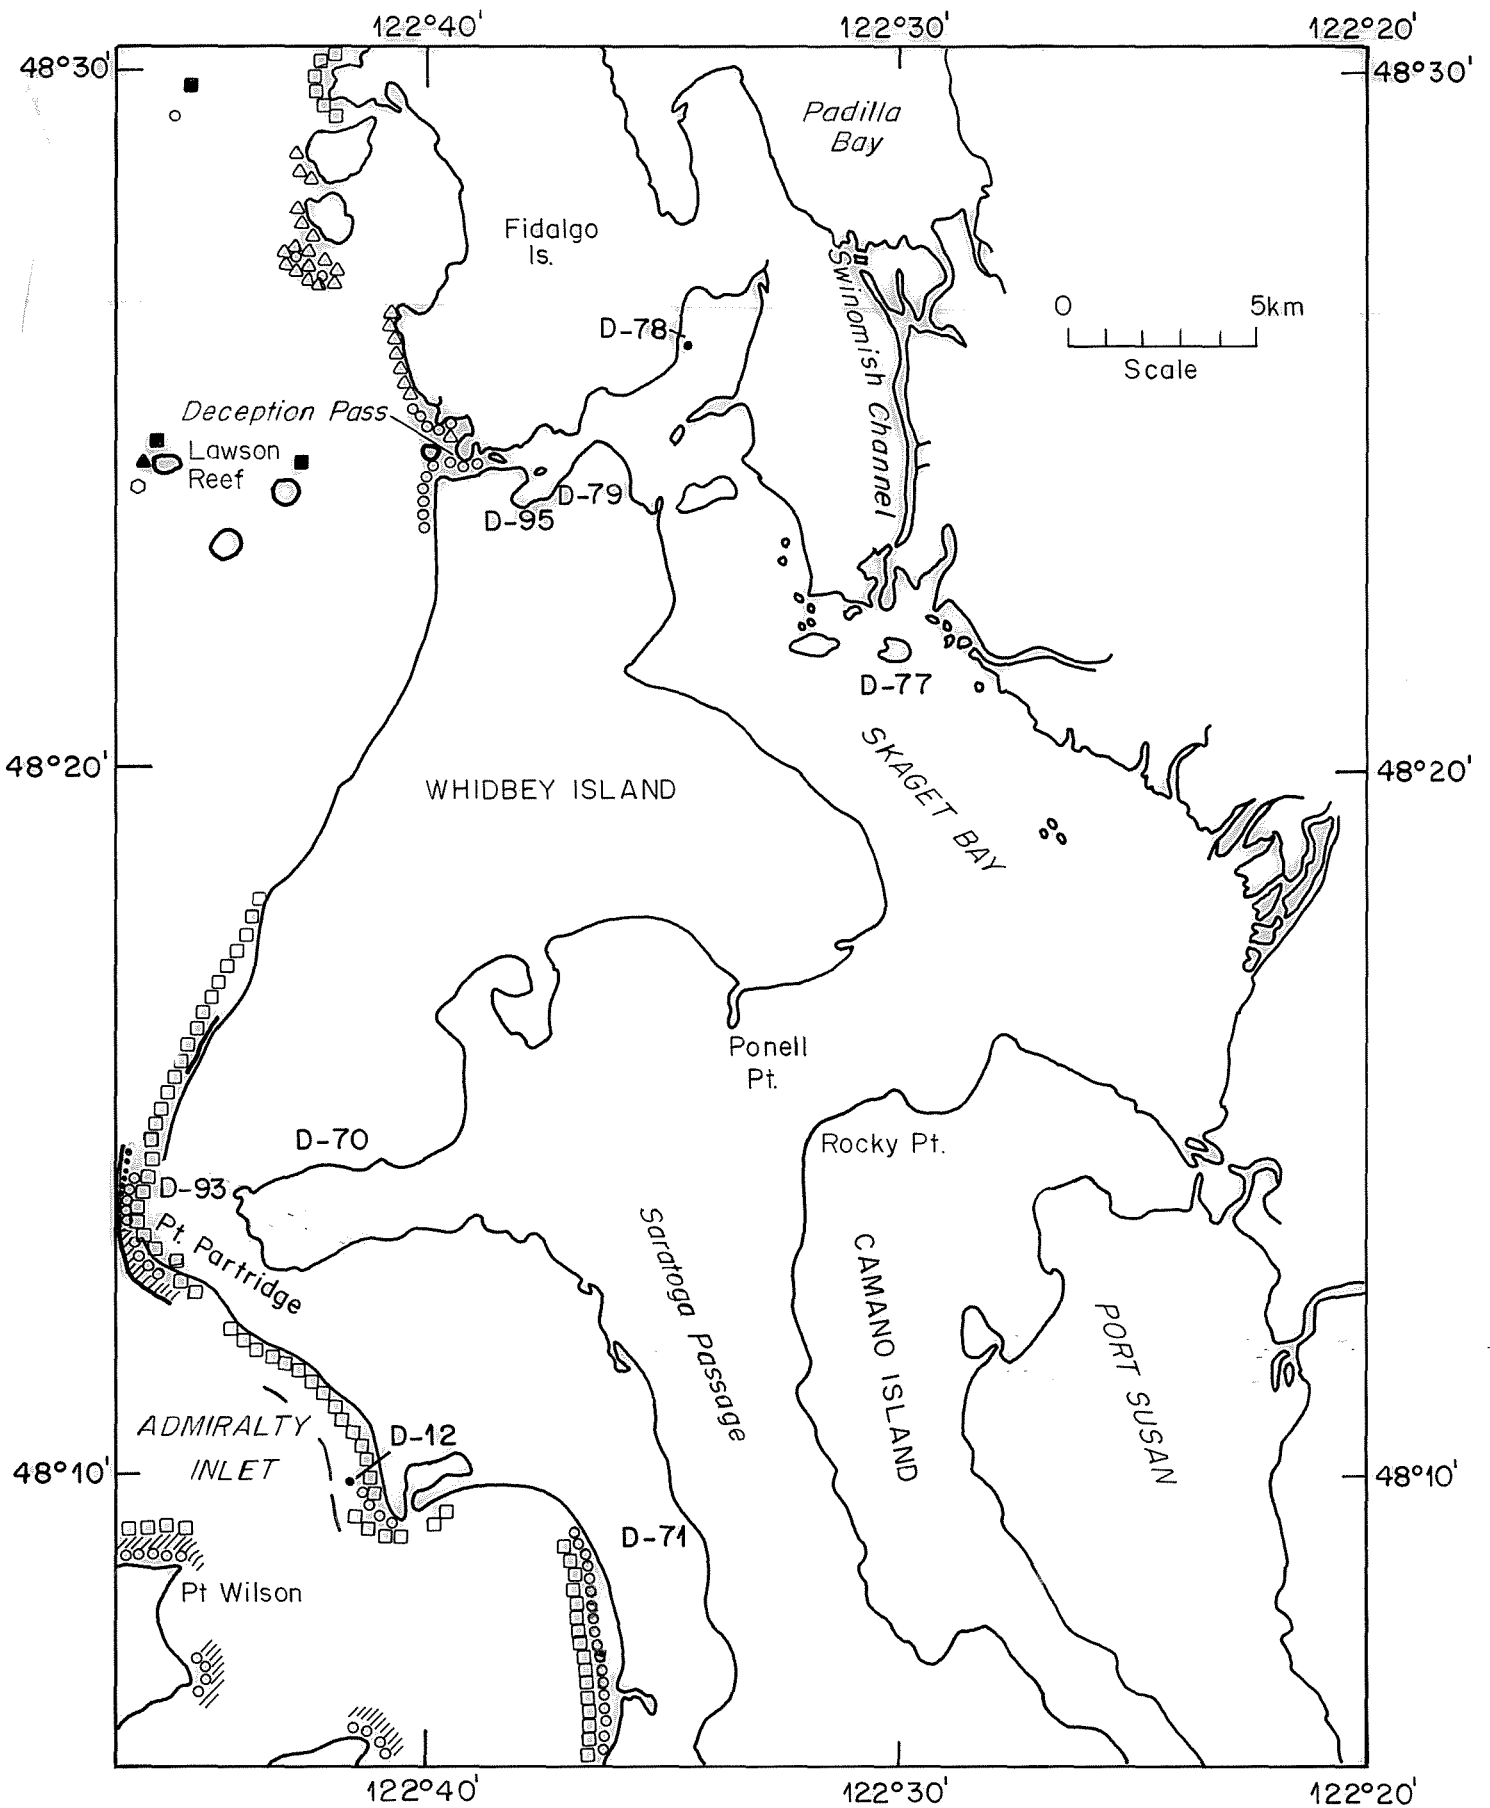 122°40'
122°30'
122°20'
48°30'
48°30'
Padilla
Bay
Fidalgo
Is.
Swinomish Channel
0 5km
Scale
D-78
Deception Pass
Lawson
Reef
D-79
D-95
D-77
48°20'
48°20'
WHIDBEY ISLAND
SKAGET BAY
Ponell
Pt.
D-70
Rocky Pt.
D-93
Pt. Partridge
Saratoga Passage
CAMANO ISLAND
PORT SUSAN
ADMIRALTY
INLET
D-12
48°10'
48°10'
D-71
Pt Wilson
122°40'
122°30'
122°20'